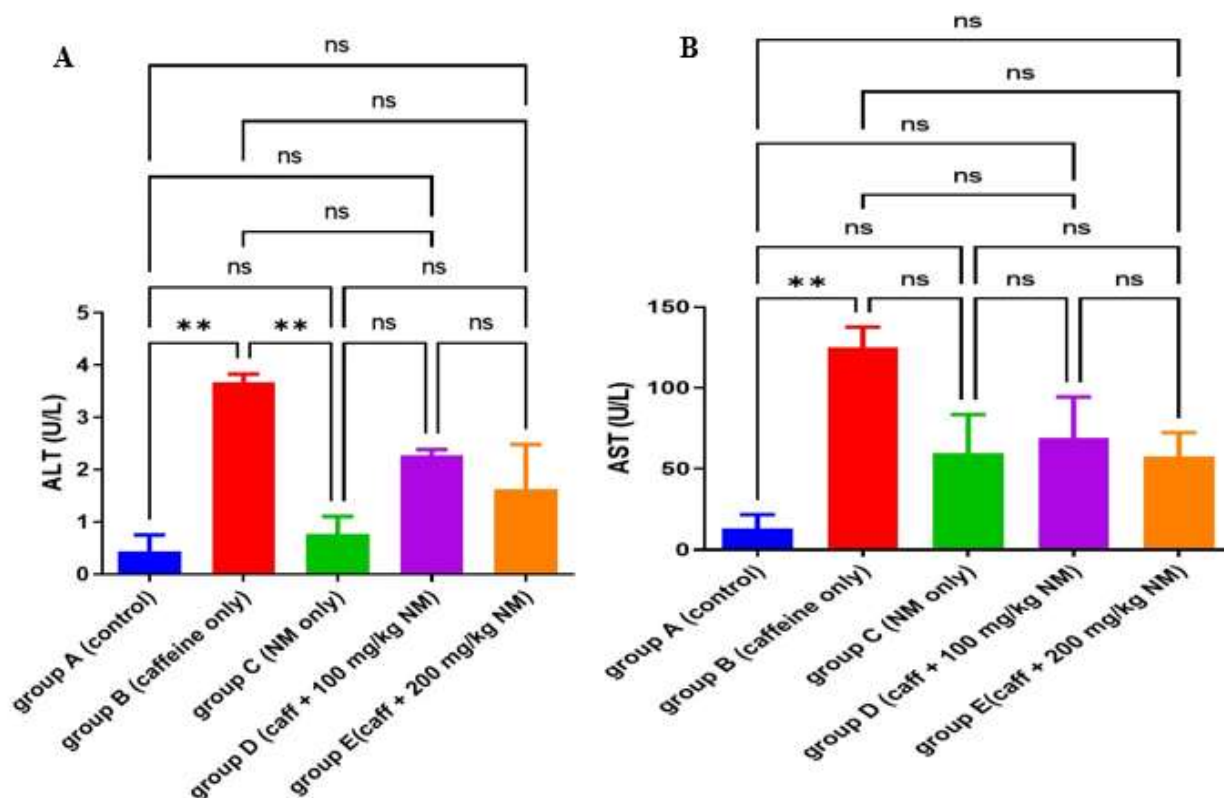 A
ns
ns
ns
ns
ns ns
** ** ns ns
ALT (U/L)
5
4
3
2
1
0
group A (control)
group B (caffeine only)
group C (NM only)
group D (caff + 100 mg/kg NM)
group E(caff + 200 mg/kg NM)
B
ns
ns
ns
ns
ns ns
** ns ns ns
AST (U/L)
150
100
50
0
group A (control)
group B (caffeine only)
group C (NM only)
group D (caff + 100 mg/kg NM)
group E(caff + 200 mg/kg NM)